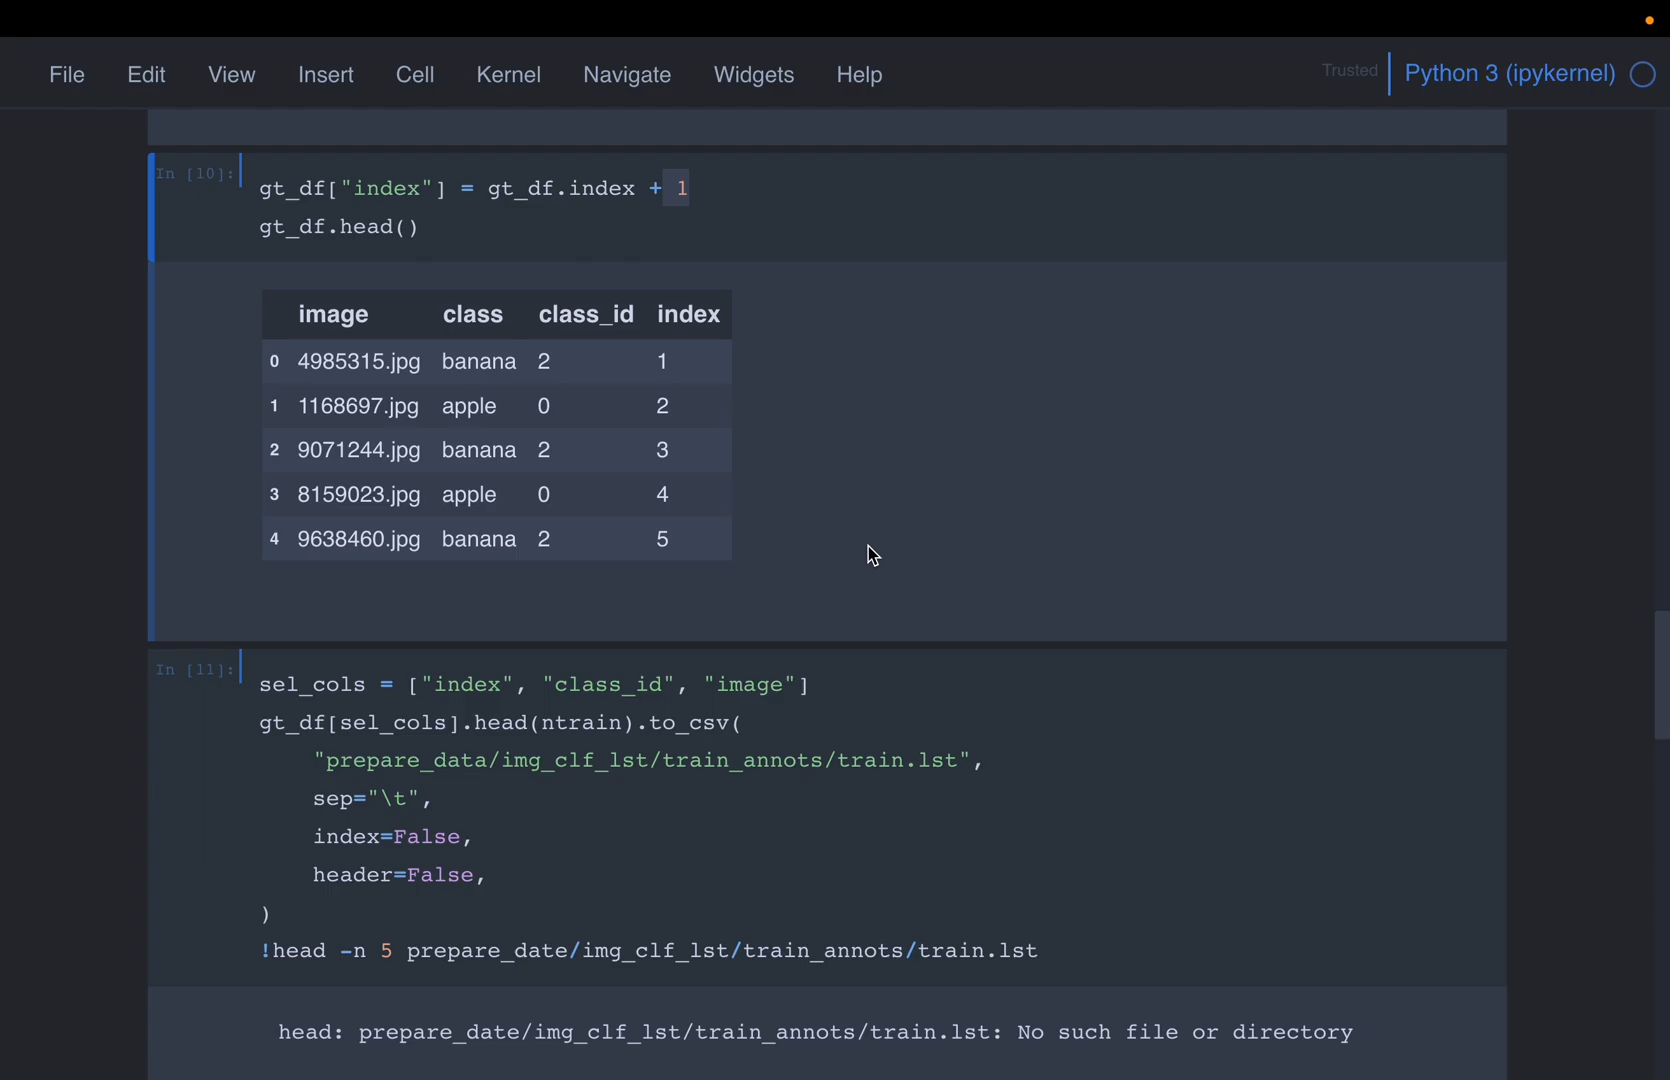 File Edit View Insert Cell Kernel Navigate Widgets Help Trusted Python 3 (ipykernel)
In [10]: gt_df["index"] = gt_df.index + 1
gt_df.head()
image class class_id index
0 4985315.jpg banana 2 1
1 1168697.jpg apple 0 2
2 9071244.jpg banana 2 3
3 8159023.jpg apple 0 4
4 9638460.jpg banana 2 5
In [11]: sel_cols = ["index", "class_id", "image"]
gt_df[sel_cols].head(ntrain).to_csv(
"prepare_data/img_clf_lst/train_annots/train.lst",
sep="\t",
index=False,
header=False,
)
!head -n 5 prepare_date/img_clf_lst/train_annots/train.lst
head: prepare_date/img_clf_lst/train_annots/train.lst: No such file or directory